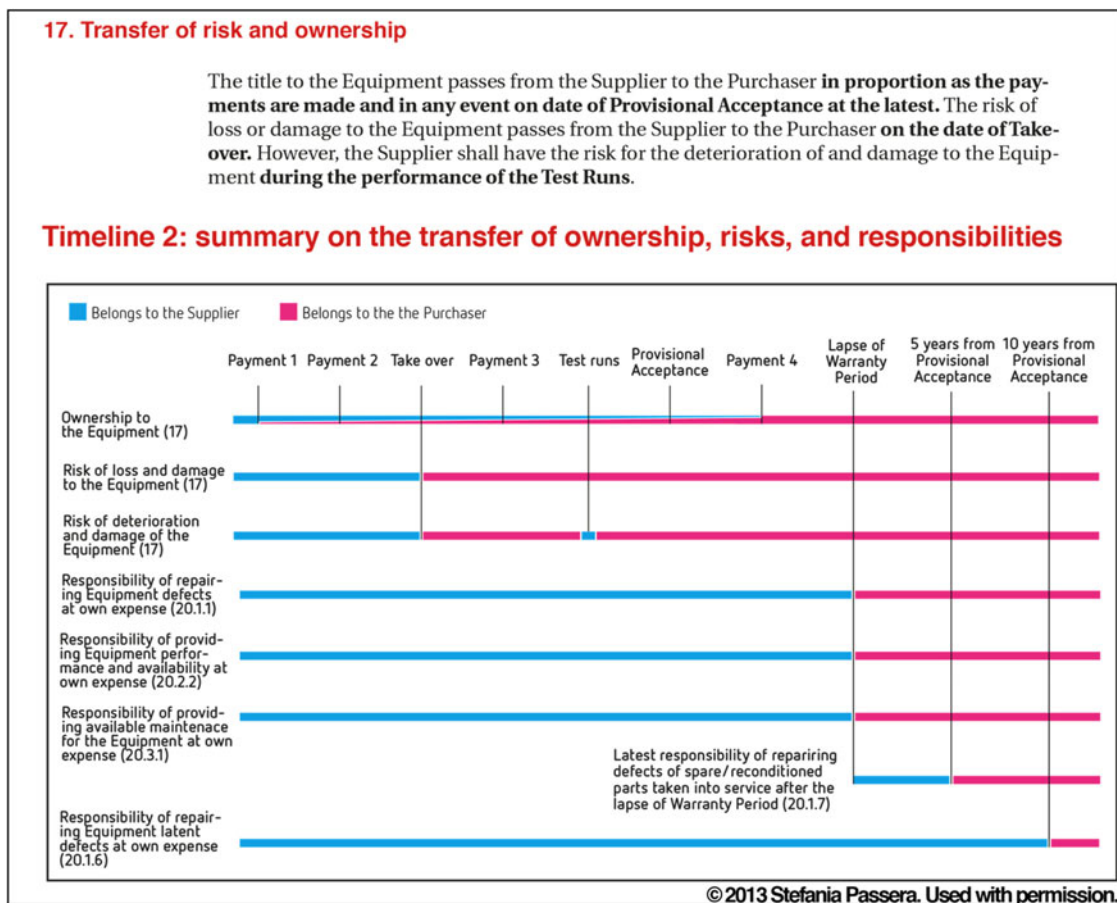 17. Transfer of risk and ownership
The title to the Equipment passes from the Supplier to the Purchaser in proportion as the pay-
ments are made and in any event on date of Provisional Acceptance at the latest. The risk of
loss or damage to the Equipment passes from the Supplier to the Purchaser on the date of Take-
over. However, the Supplier shall have the risk for the deterioration of and damage to the Equip-
ment during the performance of the Test Runs.
Timeline 2: summary on the transfer of ownership, risks, and responsibilities
Belongs to the Supplier
Belongs to the the Purchaser
Payment 1
Payment 2
Take over
Payment 3
Test runs
Provisional
Acceptance
Payment 4
Lapse of
Warranty
Period
5 years from
Provisional
Acceptance
10 years from
Provisional
Acceptance
Ownership to
the Equipment (17)
Risk of loss and damage
to the Equipment (17)
Risk of deterioration
and damage of the
Equipment (17)
Responsibility of repair-
ing Equipment defects
at own expense (20.1.1)
Responsibility of provid-
ing Equipment perfor-
mance and availability at
own expense (20.2.2)
Responsibility of provid-
ing available maintenace
for the Equipment at own
expense (20.3.1)
Latest responsibility of repairiring
defects of spare/reconditioned
parts taken into service after the
lapse of Warranty Period (20.1.7)
Responsibility of repair-
ing Equipment latent
defects at own expense
(20.1.6)
©2013 Stefania Passera. Used with permission.